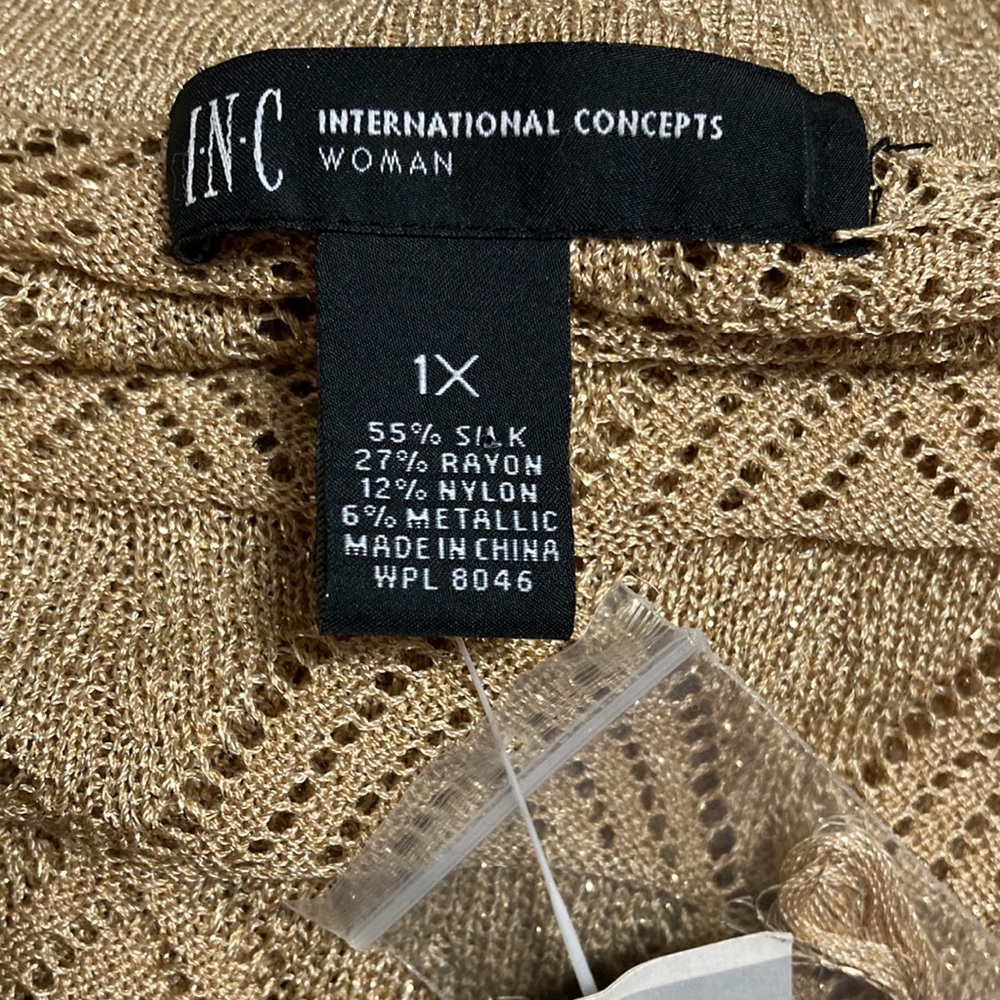 I·N·C
INTERNATIONAL CONCEPTS
WOMAN
1X
55% SILK
27% RAYON
12% NYLON
6% METALLIC
MADE IN CHINA
WPL 8046